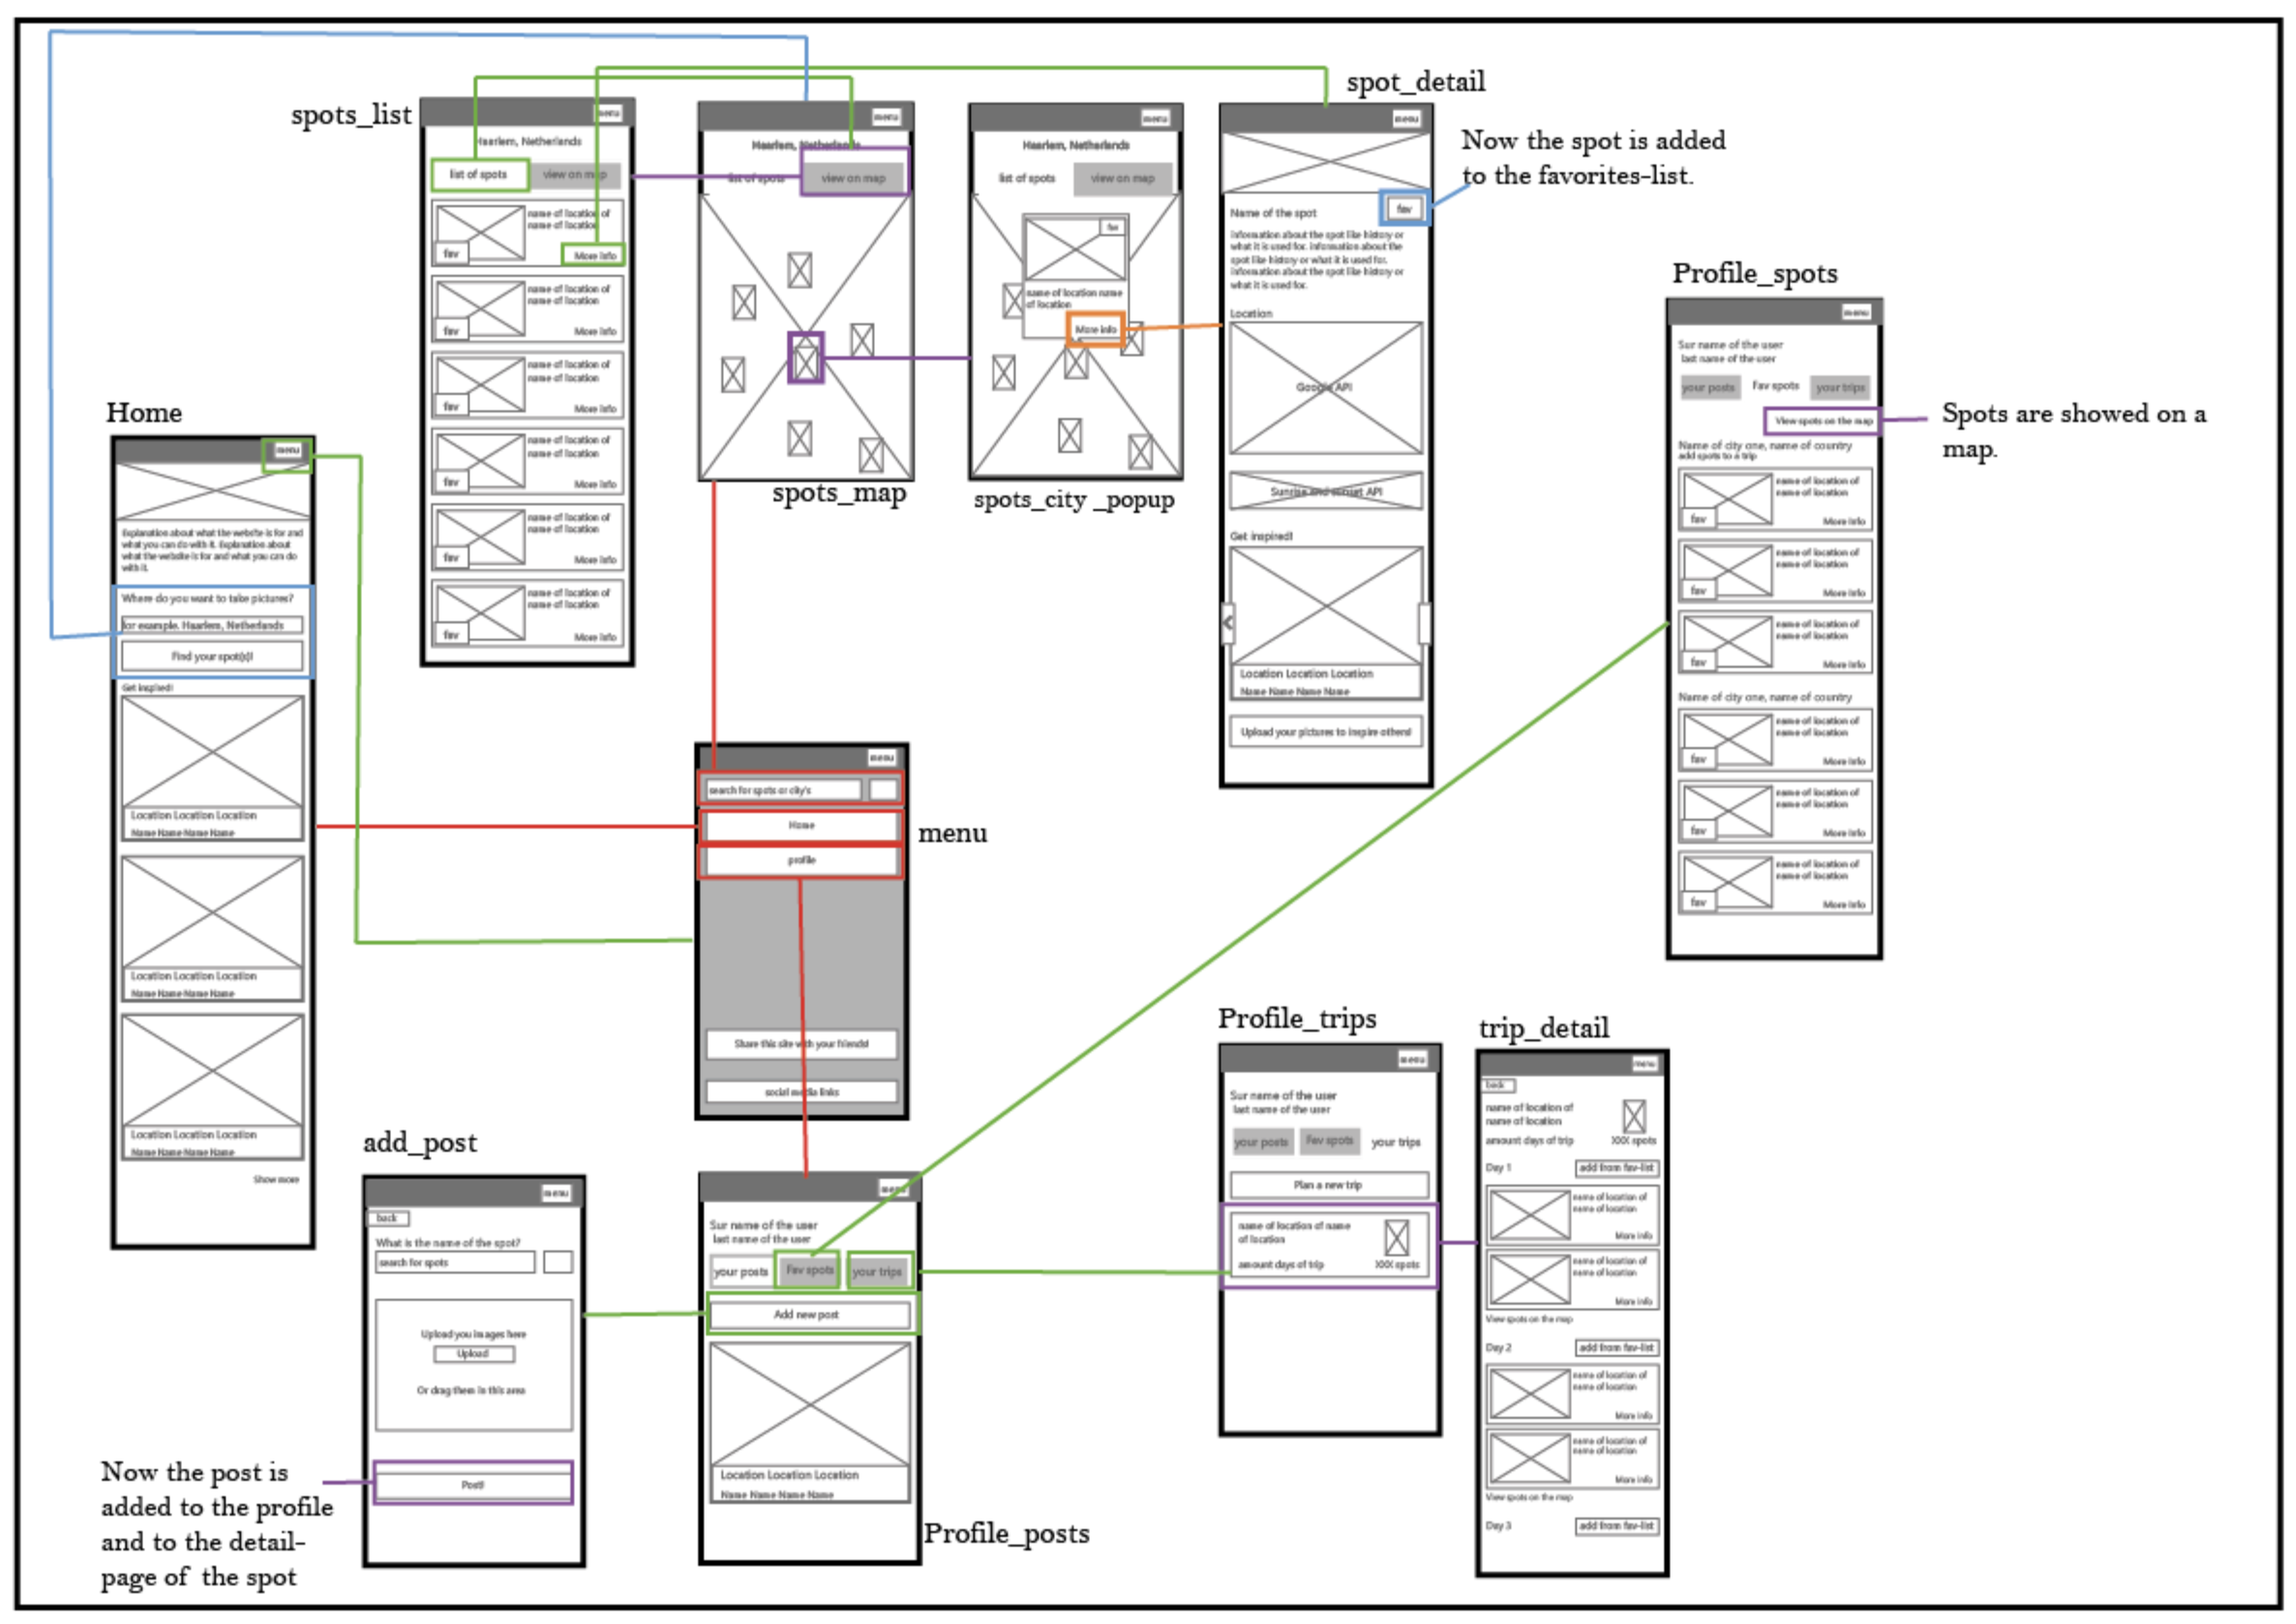 spots_list
menu
Haarlem, Netherlands
list of spots
view on map
name of location of
name of location
fav
More info
name of location of
name of location
fav
More info
name of location of
name of location
fav
More info
name of location of
name of location
fav
More info
name of location of
name of location
fav
More info
name of location of
name of location
fav
More info
menu
Haarlem, Netherlands
list of spots
view on map
spots_map
menu
Haarlem, Netherlands
list of spots
view on map
fav
name of location name
of location
More info
spots_city _popup
spot_detail
menu
fav
Name of the spot
Information about the spot like history or
what it is used for. Information about the
spot like history or what it is used for.
Information about the spot like history or
what it is used for.
Location
Google API
Sunrise and sunset API
Get inspired!
Location Location Location
Name Name Name Name
Upload your pictures to inspire others!
Now the spot is added
to the favorites-list.
Profile_spots
menu
Sur name of the user
last name of the user
your posts
Fav spots
your trips
View spots on the map
Name of city one, name of country
add spots to a trip
name of location of
name of location
fav
More info
name of location of
name of location
fav
More info
name of location of
name of location
fav
More info
Name of city one, name of country
name of location of
name of location
fav
More info
name of location of
name of location
fav
More info
name of location of
name of location
fav
More info
Spots are showed on a
map.
Home
menu
Explanation about what the website is for and
what you can do with it. Explanation about
what the website is for and what you can do
with it.
Where do you want to take pictures?
for example. Haarlem, Netherlands
Find your spot(s)!
Get inspired!
Location Location Location
Name Name Name Name
Location Location Location
Name Name Name Name
Location Location Location
Name Name Name Name
Show more
menu
search for spots or city's
Home
profile
Share this site with your friends!
social media links
menu
add_post
menu
back
What is the name of the spot?
search for spots
Upload you images here
Upload
Or drag them in this area
Post!
Now the post is
added to the profile
and to the detail-
page of the spot
menu
Sur name of the user
last name of the user
your posts
Fav spots
your trips
Add new post
Location Location Location
Name Name Name Name
Profile_posts
Profile_trips
menu
Sur name of the user
last name of the user
your posts
Fav spots
your trips
Plan a new trip
name of location of name
of location
amount days of trip
XXX spots
trip_detail
menu
back
name of location of
name of location
amount days of trip
XXX spots
Day 1
add from fav-list
name of location of
name of location
More info
name of location of
name of location
More info
View spots on the map
Day 2
add from fav-list
name of location of
name of location
More info
name of location of
name of location
More info
View spots on the map
Day 3
add from fav-list